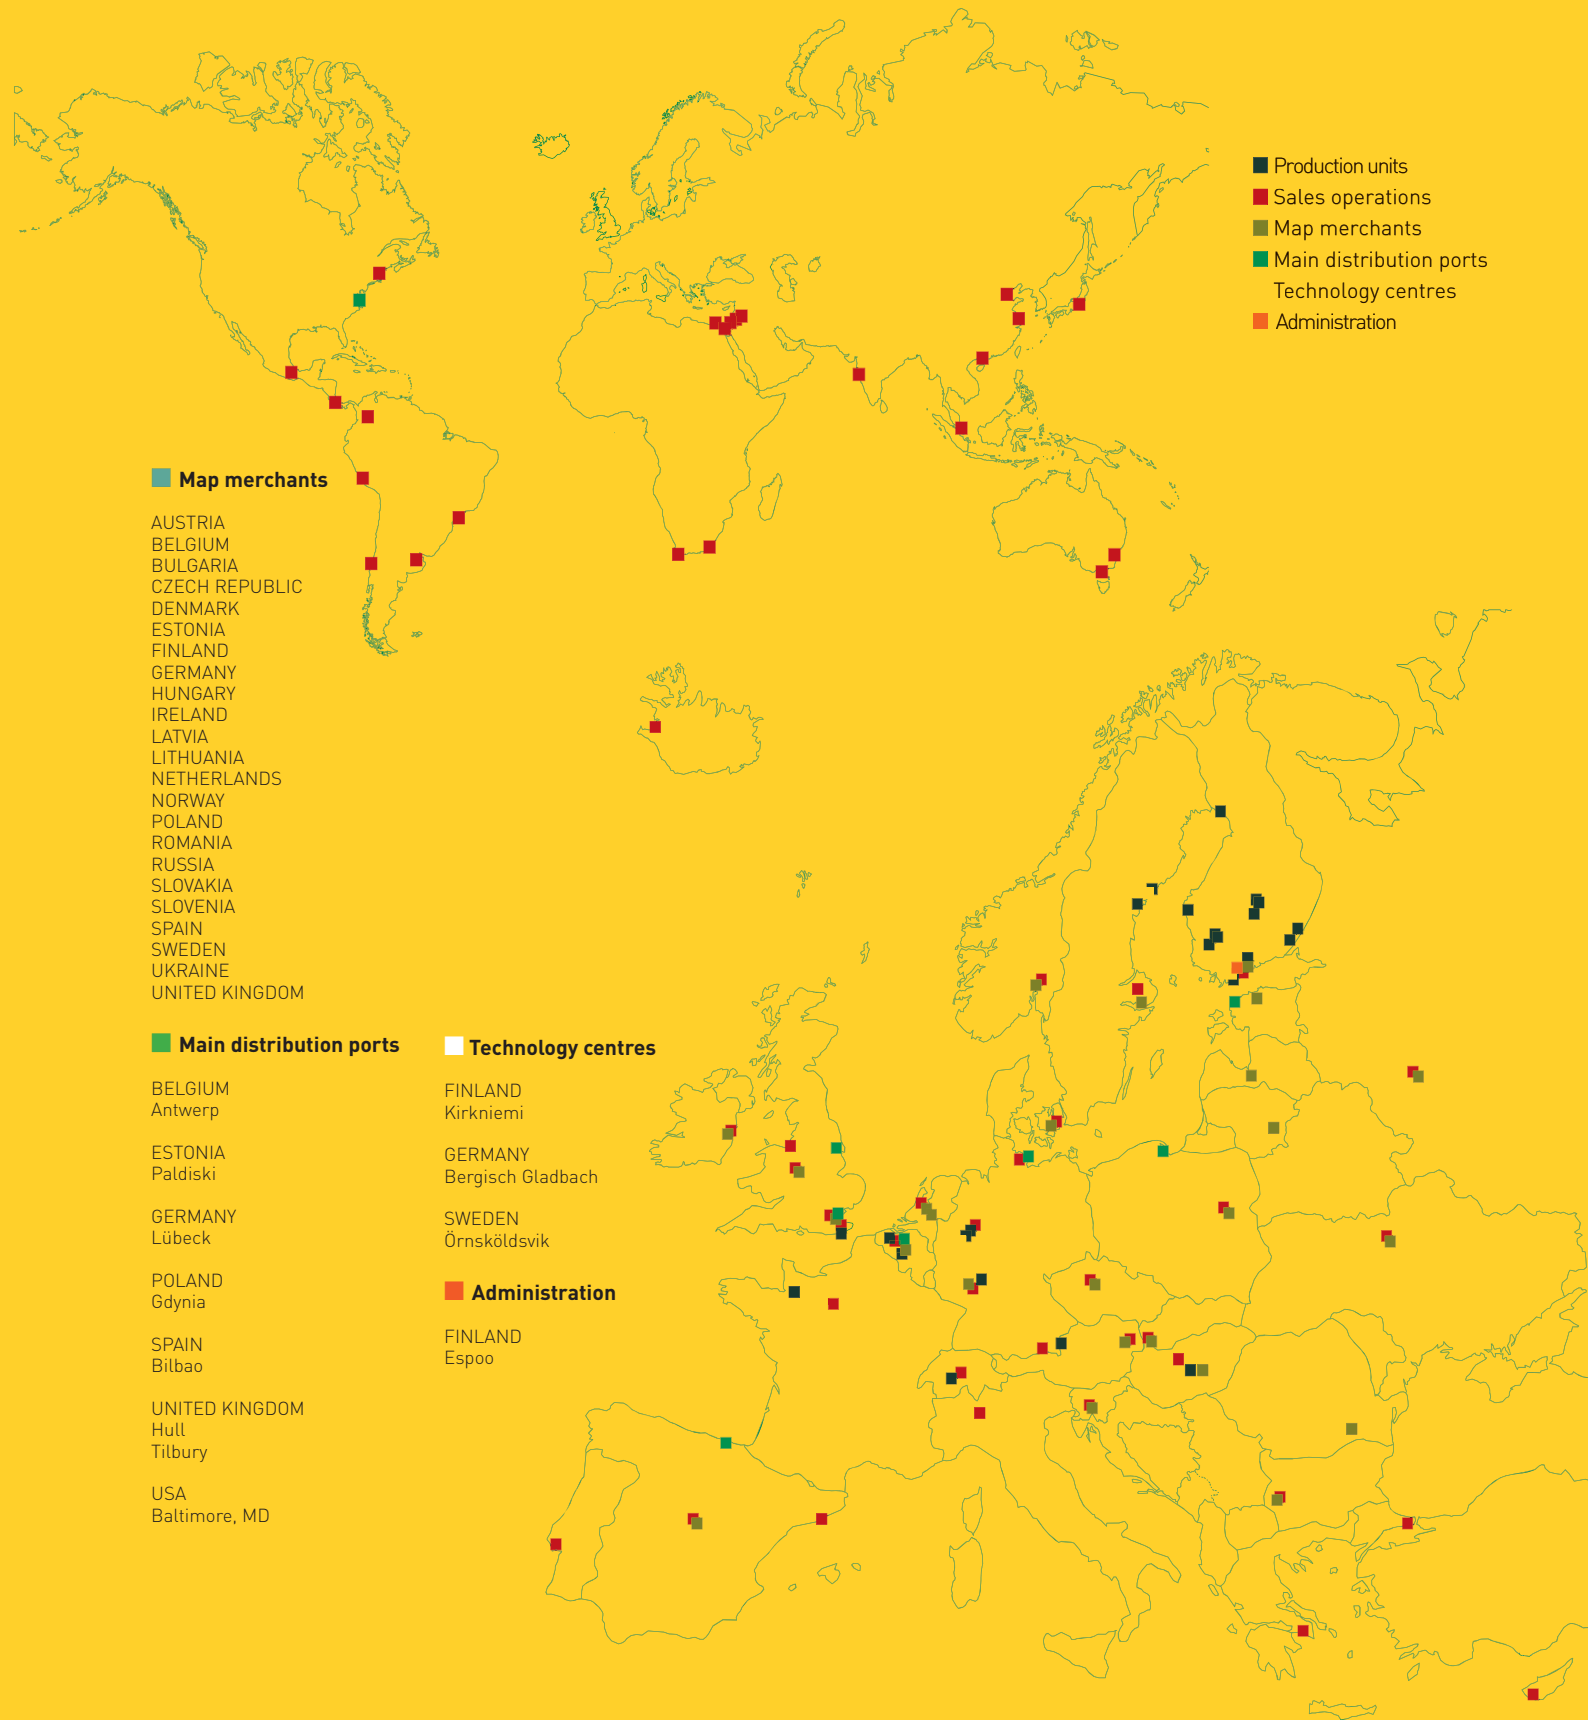 Production units
Sales operations
Map merchants
Main distribution ports
Technology centres
Administration
Map merchants
AUSTRIA
BELGIUM
BULGARIA
CZECH REPUBLIC
DENMARK
ESTONIA
FINLAND
GERMANY
HUNGARY
IRELAND
LATVIA
LITHUANIA
NETHERLANDS
NORWAY
POLAND
ROMANIA
RUSSIA
SLOVAKIA
SLOVENIA
SPAIN
SWEDEN
UKRAINE
UNITED KINGDOM
Main distribution ports
BELGIUM
Antwerp
ESTONIA
Paldiski
GERMANY
Lübeck
POLAND
Gdynia
SPAIN
Bilbao
UNITED KINGDOM
Hull
Tilbury
USA
Baltimore, MD
Technology centres
FINLAND
Kirkniemi
GERMANY
Bergisch Gladbach
SWEDEN
Örnsköldsvik
Administration
FINLAND
Espoo